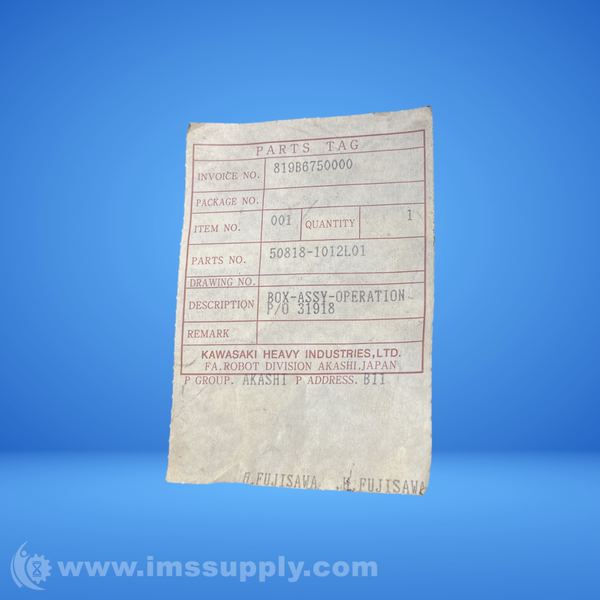 PARTS TAG
INVOICE NO. 819B6750000
PACKAGE NO.
ITEM NO. 001 QUANTITY 1
PARTS NO. 50818-1012L01
DRAWING NO.
DESCRIPTION BOX-ASSY-OPERATION
P/O 31918
REMARK
KAWASAKI HEAVY INDUSTRIES,LTD.
FA.ROBOT DIVISION AKASHI.JAPAN
P GROUP. AKASHI P ADDRESS. B11
H.FUJISAWA .H.FUJISAWA
www.imssupply.com